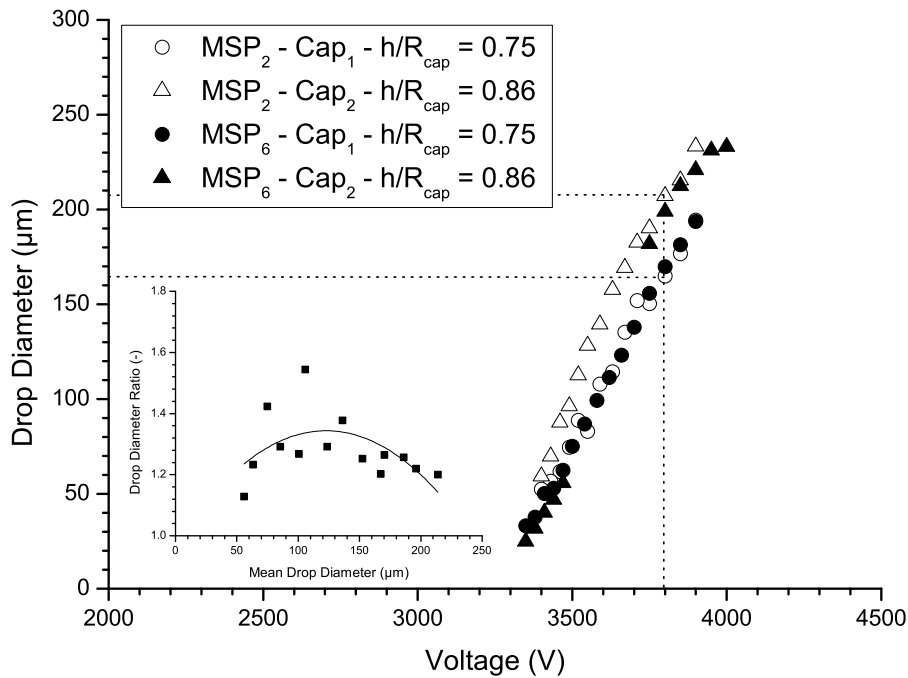 300
250
200
150
100
50
0
Drop Diameter (µm)
MSP2 - Cap1 - h/Rcap = 0.75
MSP2 - Cap2 - h/Rcap = 0.86
MSP6 - Cap1 - h/Rcap = 0.75
MSP6 - Cap2 - h/Rcap = 0.86
1.8
1.6
1.4
1.2
1.0
Drop Diameter Ratio (-)
0 50 100 150 200 250
Mean Drop Diameter (µm)
2000 2500 3000 3500 4000 4500
Voltage (V)